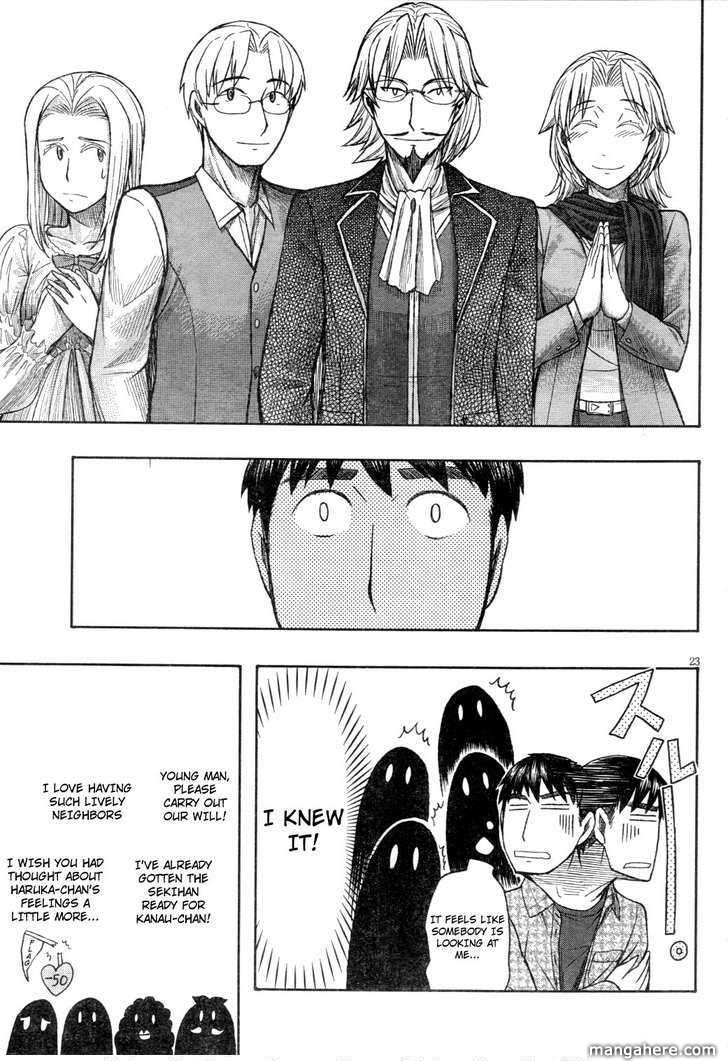 23
スルー
I KNEW
IT!
IT FEELS LIKE
SOMEBODY IS
LOOKING AT
ME...
YOUNG MAN,
PLEASE
CARRY OUT
OUR WILL!
I LOVE HAVING
SUCH LIVELY
NEIGHBORS
I'VE ALREADY
GOTTEN THE
SEKIHAN
READY FOR
KANAU-CHAN!
I WISH YOU HAD
THOUGHT ABOUT
HARUKA-CHAN'S
FEELINGS A
LITTLE MORE...
FLAG
-50
mangahere.com